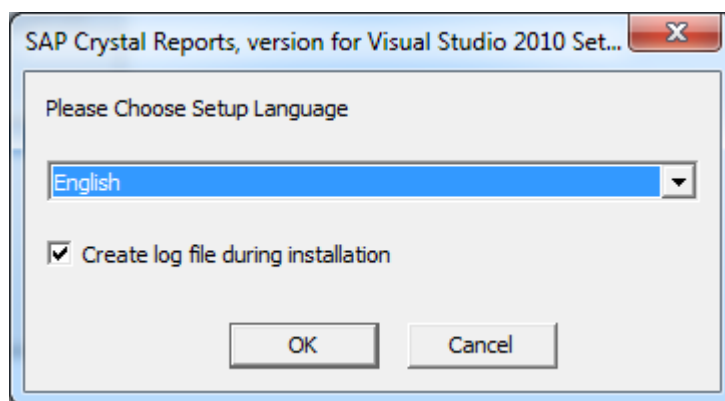 SAP Crystal Reports, version for Visual Studio 2010 Set...
Please Choose Setup Language
English
Create log file during installation
OK Cancel